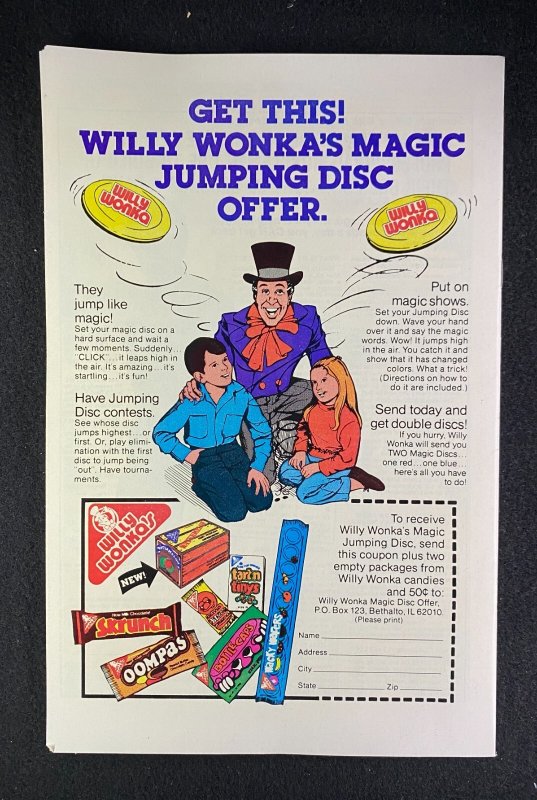 GET THIS!
WILLY WONKA'S MAGIC
JUMPING DISC
OFFER.
WILLY
WONKA
WILLY
WONKA
They
jump like
magic!
Set your magic disc on a
hard surface and wait a
few moments. Suddenly...
"CLICK"...it leaps high in
the air. It's amazing...it's
startling...it's fun!
Have Jumping
Disc contests.
See whose disc
jumps highest...or
first. Or, play elimi-
nation with the first
disc to jump being
"out". Have tourna-
ments.
Put on
magic shows.
Set your Jumping Disc
down. Wave your hand
over it and say the magic
words. Wow! It jumps high
in the air. You catch it and
show that it has changed
colors. What a trick!
(Directions on how to
do it are included.)
Send today and
get double discs!
If you hurry, Willy
Wonka will send you
TWO Magic Discs...
one red...one blue...
here's all you have
to do!
WILLY
WONKA'S
NEW!
Skrunch
OOMPAS
tart'n
tinys
WACKY WAFERS
To receive
Willy Wonka's Magic
Jumping Disc, send
this coupon plus two
empty packages from
Willy Wonka candies
and 50¢ to:
Willy Wonka Magic Disc Offer,
P.O. Box 123, Bethalto, IL 62010.
(Please print)
Name
Address
City
State Zip